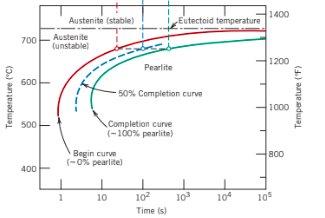 Austenite (stable)
Eutectoid temperature
Austenite
(unstable)
Pearlite
50% Completion curve
Completion curve
(~100% pearlite)
Begin curve
(~0% pearlite)
Temperature (°C)
700
600
500
400
1400
1200
1000
800
Temperature (°F)
1
10
10²
10³
10⁴
10⁵
Time (s)